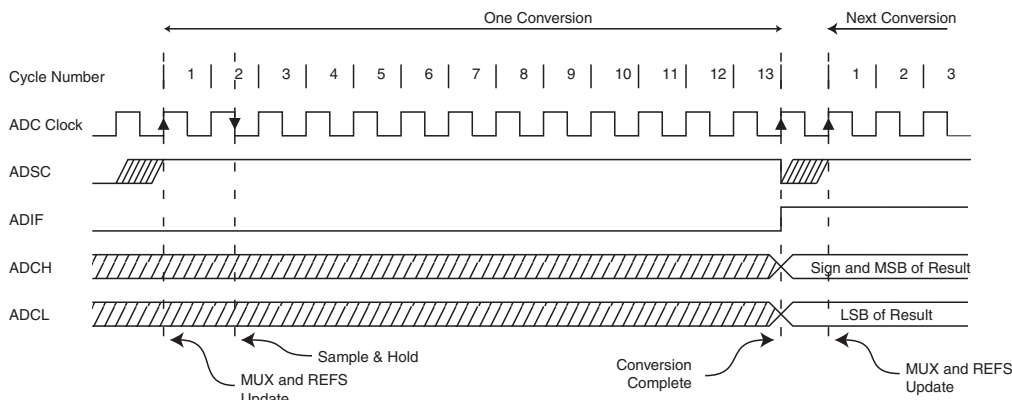 One Conversion
Next Conversion
Cycle Number
1 2 3 4 5 6 7 8 9 10 11 12 13 1 2 3
ADC Clock
ADSC
ADIF
ADCH
Sign and MSB of Result
ADCL
LSB of Result
Sample & Hold
MUX and REFS
Update
Conversion
Complete
MUX and REFS
Update